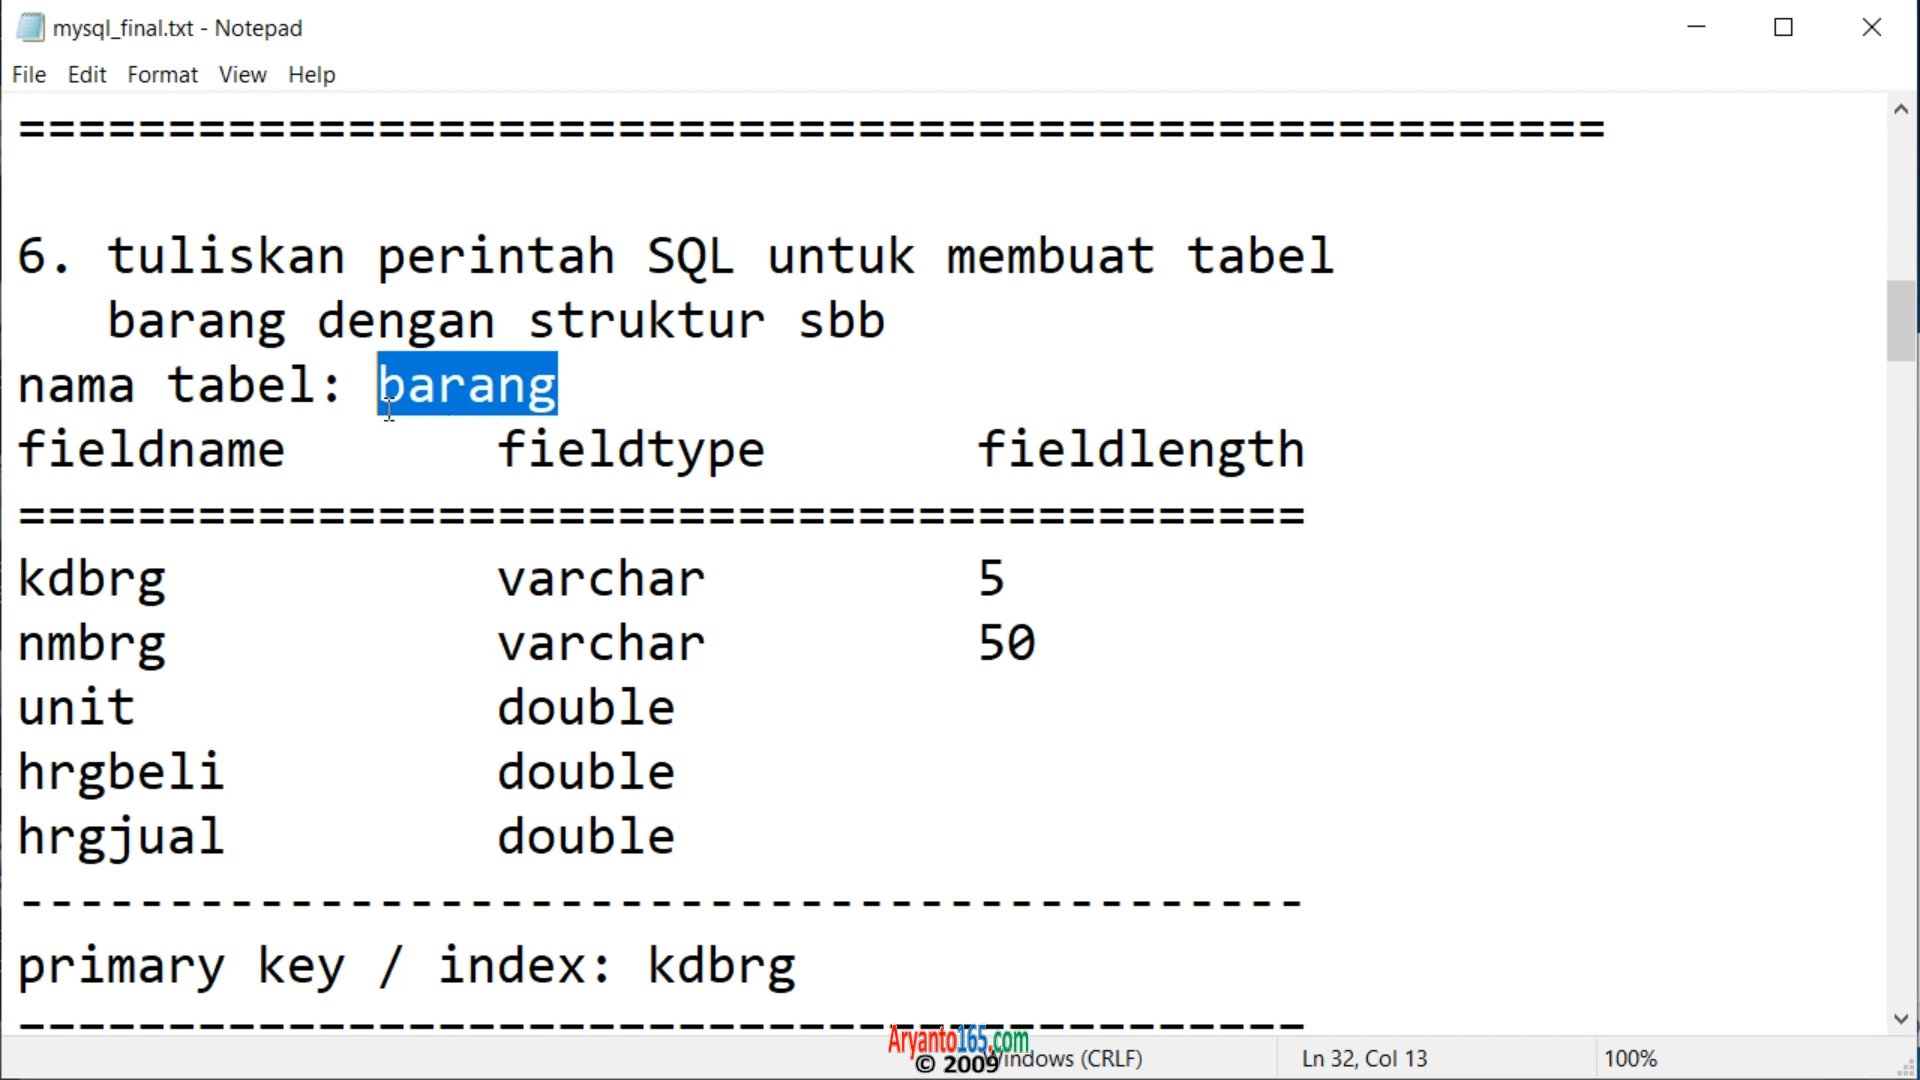 mysql_final.txt - Notepad
File Edit Format View Help
=====================================================
6. tuliskan perintah SQL untuk membuat tabel
barang dengan struktur sbb
nama tabel: barang
fieldname fieldtype fieldlength
===========================================
kdbrg varchar 5
nmbrg varchar 50
unit double
hrgbeli double
hrgjual double
-------------------------------------------
primary key / index: kdbrg
-------------------------------------------
Aryanto165.com
© 2009
Windows (CRLF) Ln 32, Col 13 100%